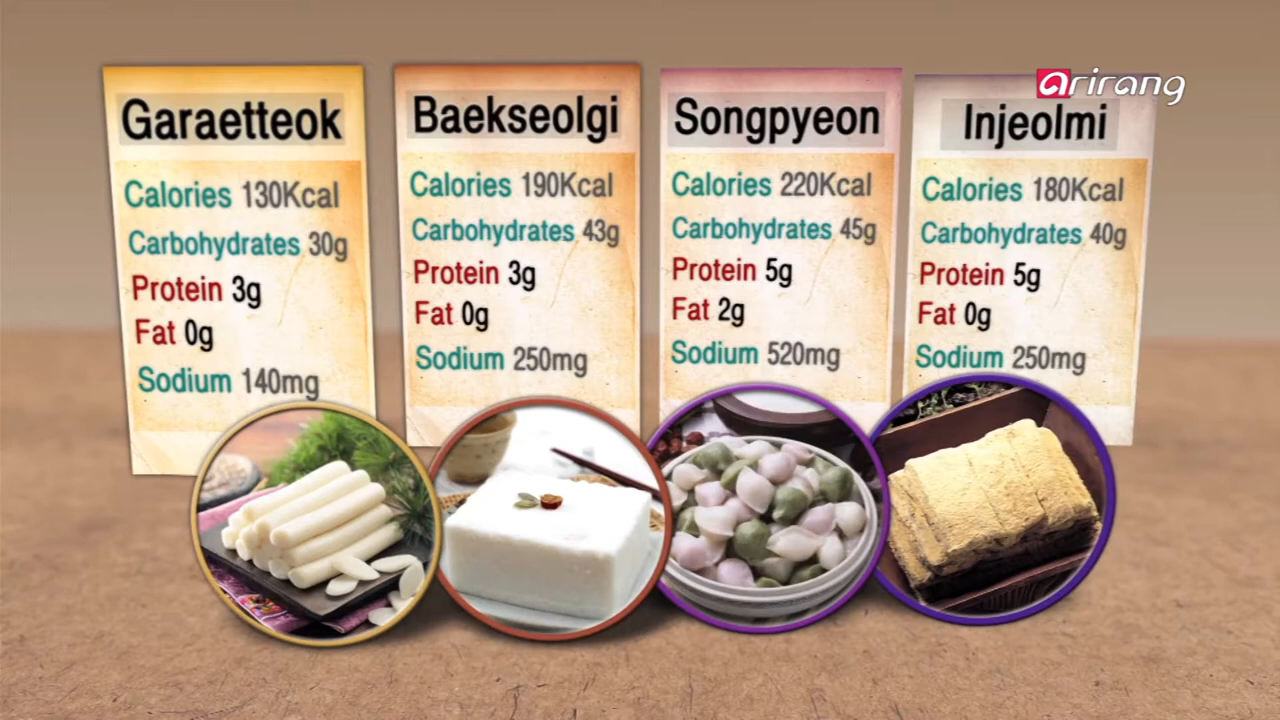 arirang
Garaetteok
Calories 130Kcal
Carbohydrates 30g
Protein 3g
Fat 0g
Sodium 140mg
Baekseolgi
Calories 190Kcal
Carbohydrates 43g
Protein 3g
Fat 0g
Sodium 250mg
Songpyeon
Calories 220Kcal
Carbohydrates 45g
Protein 5g
Fat 2g
Sodium 520mg
Injeolmi
Calories 180Kcal
Carbohydrates 40g
Protein 5g
Fat 0g
Sodium 250mg